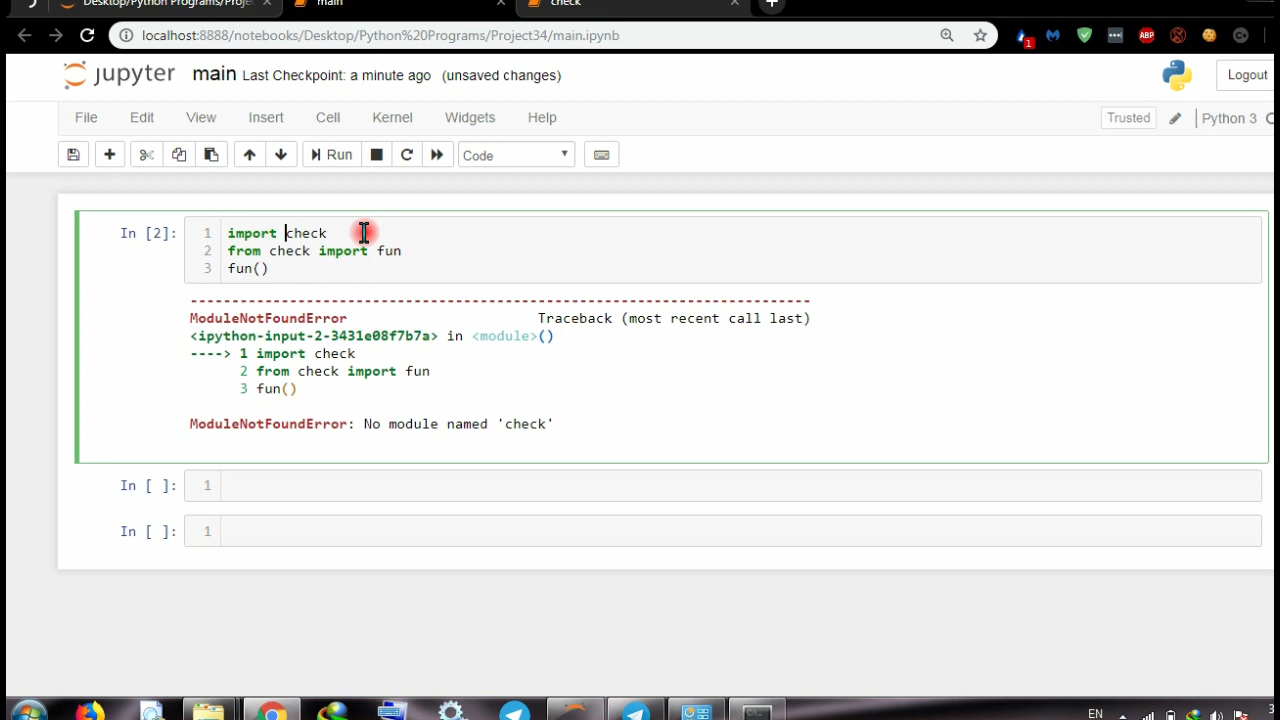 Desktop/Python Programs/Proje
main
check
localhost:8888/notebooks/Desktop/Python%20Programs/Project34/main.ipynb
1
ABP
jupyter main Last Checkpoint: a minute ago (unsaved changes)
Logout
File Edit View Insert Cell Kernel Widgets Help
Trusted
Python 3
Run
Code
In [2]:
1 import check
2 from check import fun
3 fun()
---------------------------------------------------------------------------
ModuleNotFoundError Traceback (most recent call last)
<ipython-input-2-3431e08f7b7a> in <module>()
----> 1 import check
2 from check import fun
3 fun()
ModuleNotFoundError: No module named 'check'
In [ ]: 1
In [ ]: 1
EN